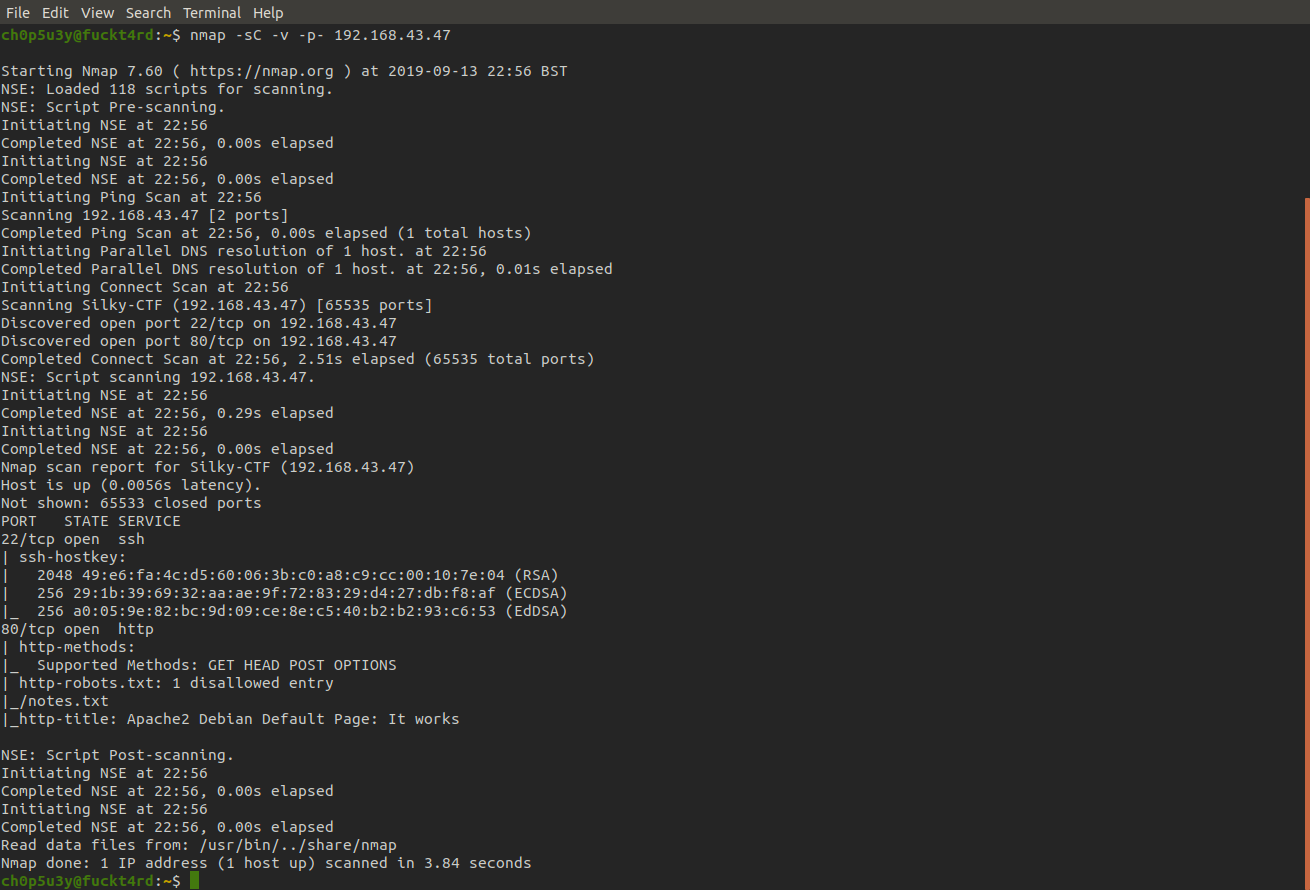 File Edit View Search Terminal Help
ch0p5u3y@fuckt4rd:~$ nmap -sC -v -p- 192.168.43.47
Starting Nmap 7.60 ( https://nmap.org ) at 2019-09-13 22:56 BST
NSE: Loaded 118 scripts for scanning.
NSE: Script Pre-scanning.
Initiating NSE at 22:56
Completed NSE at 22:56, 0.00s elapsed
Initiating NSE at 22:56
Completed NSE at 22:56, 0.00s elapsed
Initiating Ping Scan at 22:56
Scanning 192.168.43.47 [2 ports]
Completed Ping Scan at 22:56, 0.00s elapsed (1 total hosts)
Initiating Parallel DNS resolution of 1 host. at 22:56
Completed Parallel DNS resolution of 1 host. at 22:56, 0.01s elapsed
Initiating Connect Scan at 22:56
Scanning Silky-CTF (192.168.43.47) [65535 ports]
Discovered open port 22/tcp on 192.168.43.47
Discovered open port 80/tcp on 192.168.43.47
Completed Connect Scan at 22:56, 2.51s elapsed (65535 total ports)
NSE: Script scanning 192.168.43.47.
Initiating NSE at 22:56
Completed NSE at 22:56, 0.29s elapsed
Initiating NSE at 22:56
Completed NSE at 22:56, 0.00s elapsed
Nmap scan report for Silky-CTF (192.168.43.47)
Host is up (0.0056s latency).
Not shown: 65533 closed ports
PORT   STATE SERVICE
22/tcp open  ssh
| ssh-hostkey:
|   2048 49:e6:fa:4c:d5:60:06:3b:c0:a8:c9:cc:00:10:7e:04 (RSA)
|   256 29:1b:39:69:32:aa:ae:9f:72:83:29:d4:27:db:f8:af (ECDSA)
|_  256 a0:05:9e:82:bc:9d:09:ce:8e:c5:40:b2:b2:93:c6:53 (EdDSA)
80/tcp open  http
| http-methods:
|_  Supported Methods: GET HEAD POST OPTIONS
| http-robots.txt: 1 disallowed entry
|_/notes.txt
|_http-title: Apache2 Debian Default Page: It works
NSE: Script Post-scanning.
Initiating NSE at 22:56
Completed NSE at 22:56, 0.00s elapsed
Initiating NSE at 22:56
Completed NSE at 22:56, 0.00s elapsed
Read data files from: /usr/bin/../share/nmap
Nmap done: 1 IP address (1 host up) scanned in 3.84 seconds
ch0p5u3y@fuckt4rd:~$